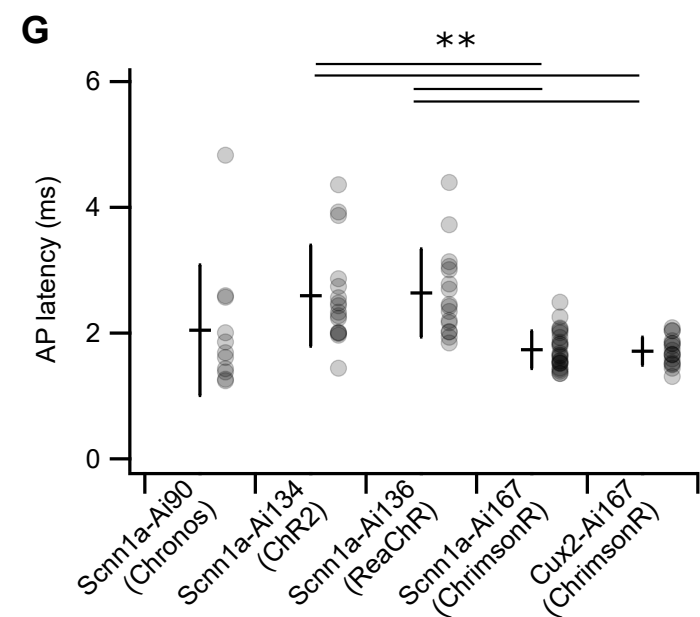 G
**
6
4
2
0
AP latency (ms)
Scnn1a-Ai90
(Chronos)
Scnn1a-Ai134
(ChR2)
Scnn1a-Ai136
(ReaChR)
Scnn1a-Ai167
(ChrimsonR)
Cux2-Ai167
(ChrimsonR)